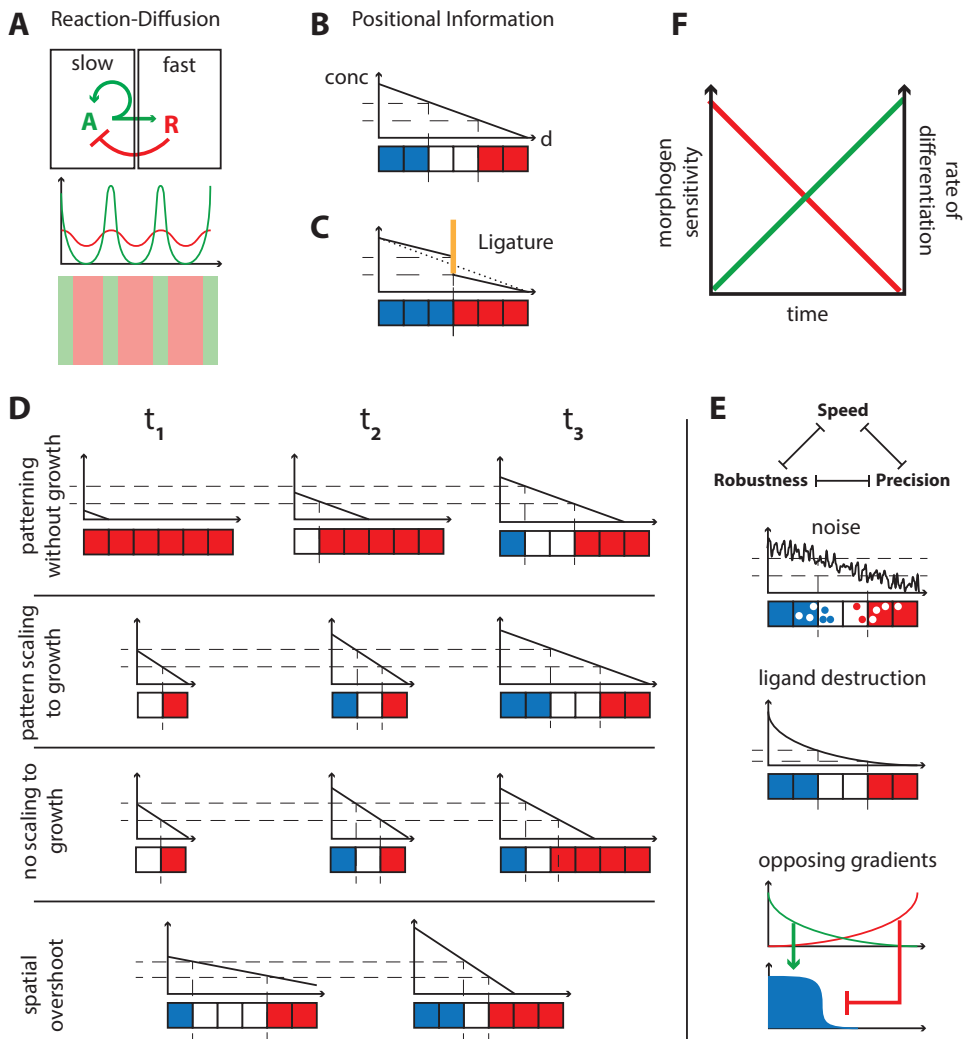 A
Reaction-Diffusion
slow
fast
A
R
B
Positional Information
conc
d
C
Ligature
F
morphogen
sensitivity
rate of
differentiation
time
D
t1
t2
t3
patterning
without growth
pattern scaling
to growth
no scaling to
growth
spatial
overshoot
E
Speed
Robustness
Precision
noise
ligand destruction
opposing gradients